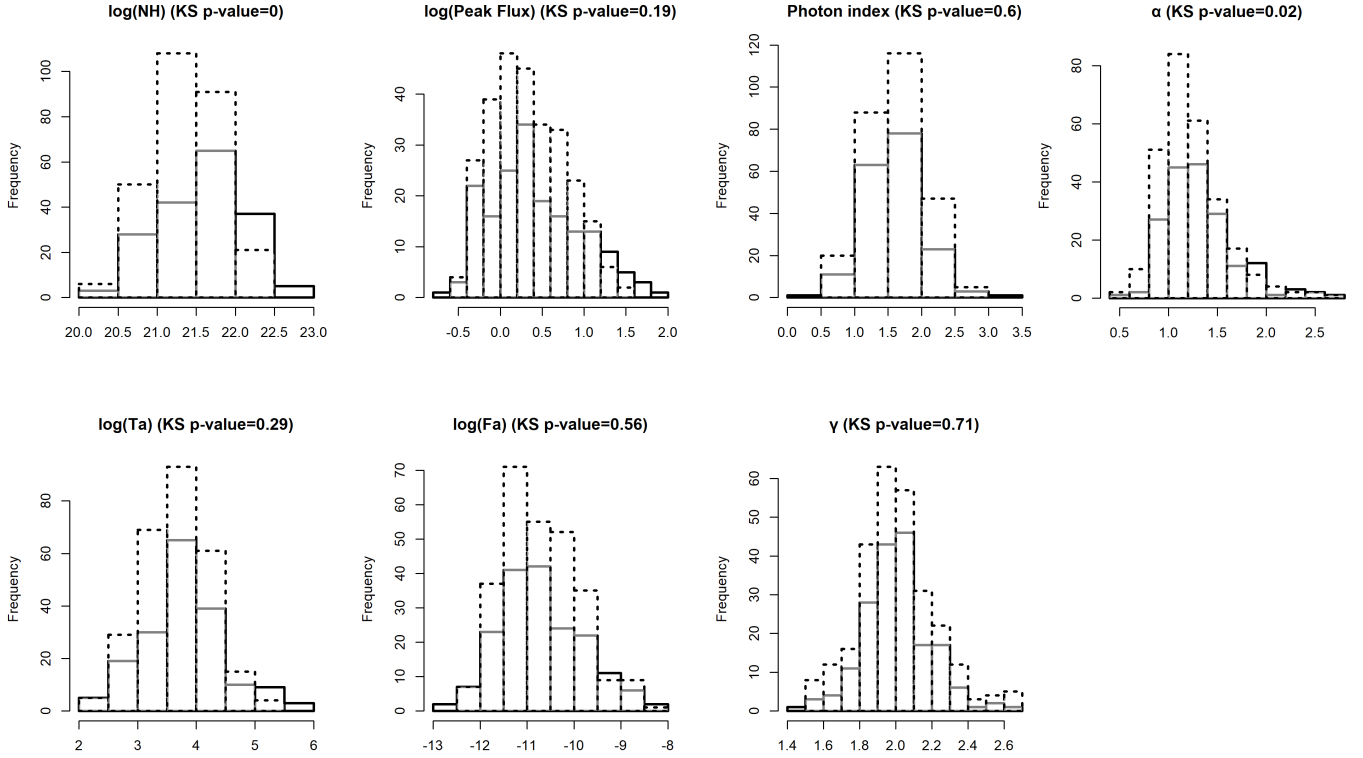 log(NH) (KS p-value=0)
Frequency
0 20 40 60 80 100
20.0 20.5 21.0 21.5 22.0 22.5 23.0
log(Peak Flux) (KS p-value=0.19)
Frequency
0 10 20 30 40
-0.5 0.0 0.5 1.0 1.5 2.0
Photon index (KS p-value=0.6)
Frequency
0 20 40 60 80 100 120
0.0 0.5 1.0 1.5 2.0 2.5 3.0 3.5
α (KS p-value=0.02)
Frequency
0 20 40 60 80
0.5 1.0 1.5 2.0 2.5
log(Ta) (KS p-value=0.29)
Frequency
0 20 40 60 80
2 3 4 5 6
log(Fa) (KS p-value=0.56)
Frequency
0 10 20 30 40 50 60 70
-13 -12 -11 -10 -9 -8
γ (KS p-value=0.71)
Frequency
0 10 20 30 40 50 60
1.4 1.6 1.8 2.0 2.2 2.4 2.6